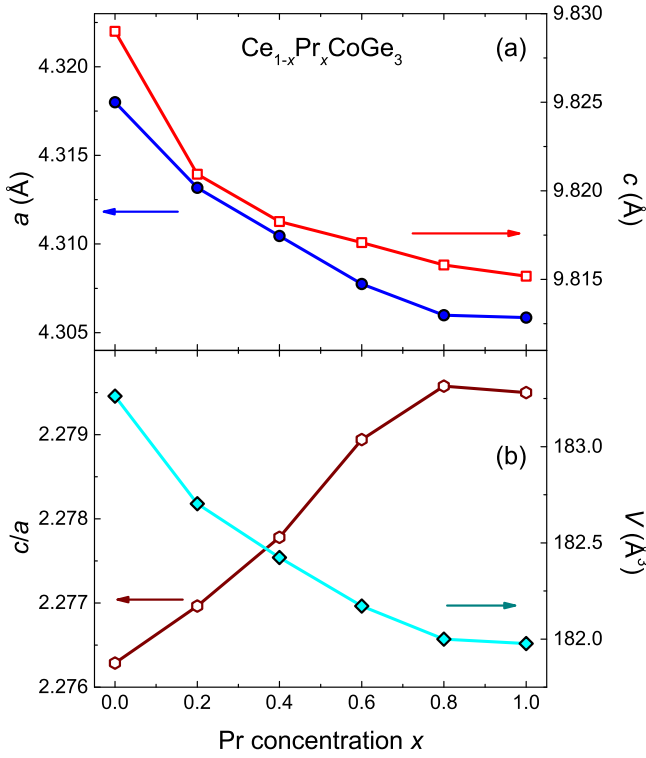 Ce1-xPrxCoGe3
(a)
4.320
4.315
4.310
4.305
a (Å)
9.830
9.825
9.820
9.815
c (Å)
(b)
2.279
2.278
2.277
2.276
c/a
183.0
182.5
182.0
V (Å3)
0.0 0.2 0.4 0.6 0.8 1.0
Pr concentration x